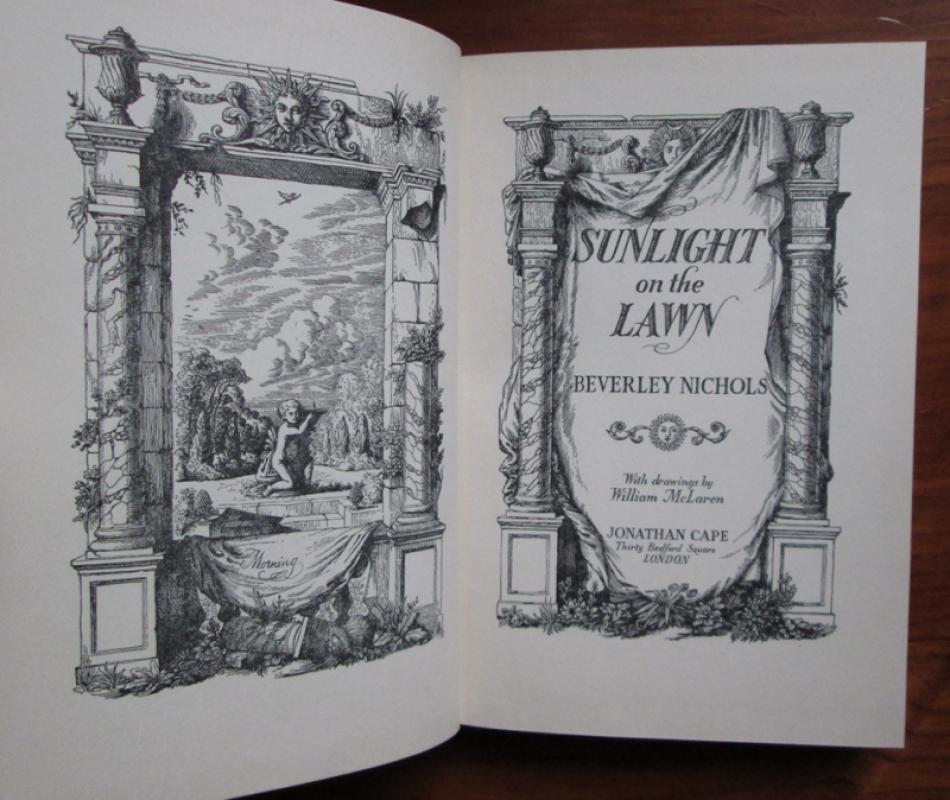 Morning
SUNLIGHT
on the
LAWN
BEVERLEY NICHOLS
With drawings by
William McLaren
JONATHAN CAPE
Thirty Bedford Square
LONDON